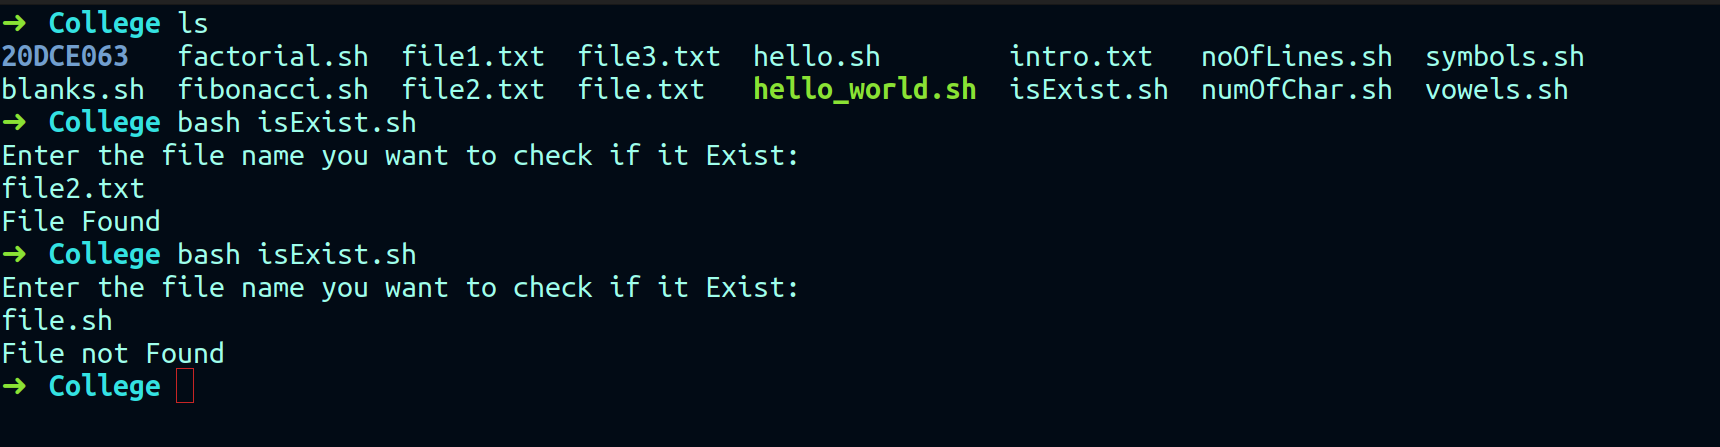 ➜ College ls
20DCE063 factorial.sh file1.txt file3.txt hello.sh intro.txt noOfLines.sh symbols.sh
blanks.sh fibonacci.sh file2.txt file.txt hello_world.sh isExist.sh numOfChar.sh vowels.sh
➜ College bash isExist.sh
Enter the file name you want to check if it Exist:
file2.txt
File Found
➜ College bash isExist.sh
Enter the file name you want to check if it Exist:
file.sh
File not Found
➜ College